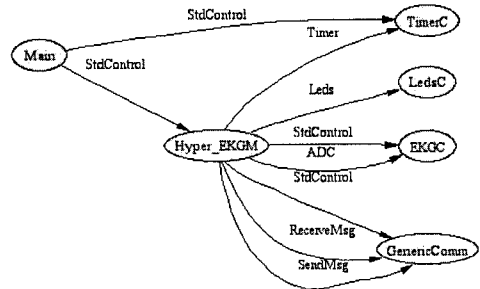 StdControl
TimerC
Timer
Main
StdControl
Leds
LedsC
StdControl
Hyper_EKGM
ADC
EKGC
StdControl
ReceiveMsg
GenericComm
SendMsg